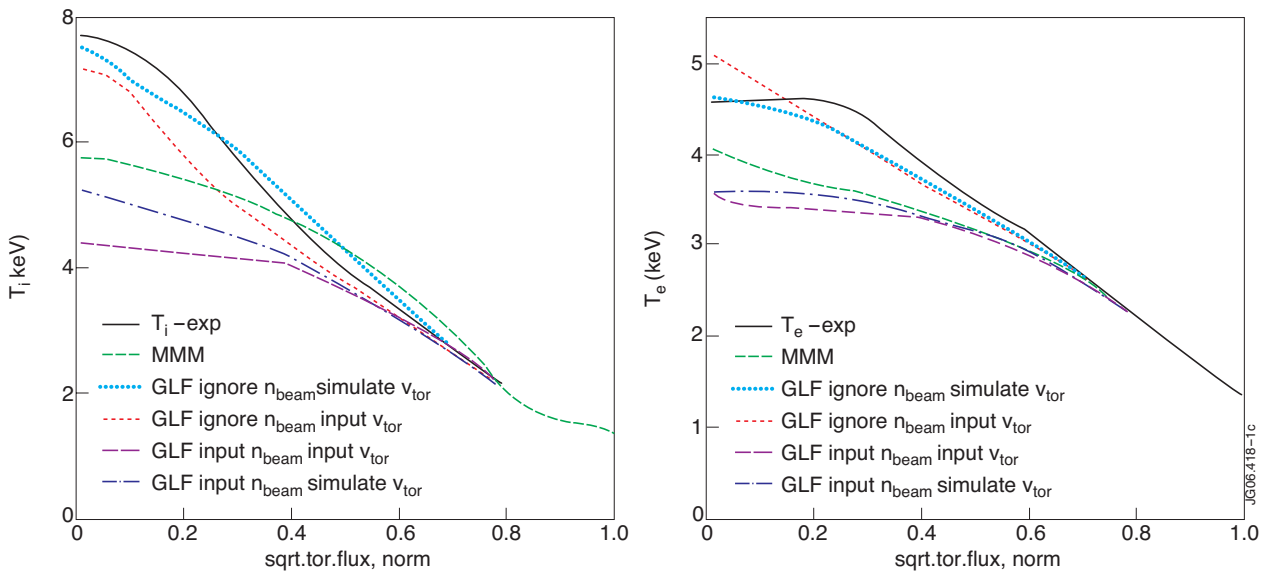 8
6
4
2
0
T_i keV
T_i –exp
MMM
GLF ignore n_beam simulate v_tor
GLF ignore n_beam input v_tor
GLF input n_beam input v_tor
GLF input n_beam simulate v_tor
0 0.2 0.4 0.6 0.8 1.0
sqrt.tor.flux, norm
5
4
3
2
1
0
T_e (keV)
T_e –exp
MMM
GLF ignore n_beam simulate v_tor
GLF ignore n_beam input v_tor
GLF input n_beam input v_tor
GLF input n_beam simulate v_tor
0 0.2 0.4 0.6 0.8 1.0
sqrt.tor.flux, norm
JG06.418–1c